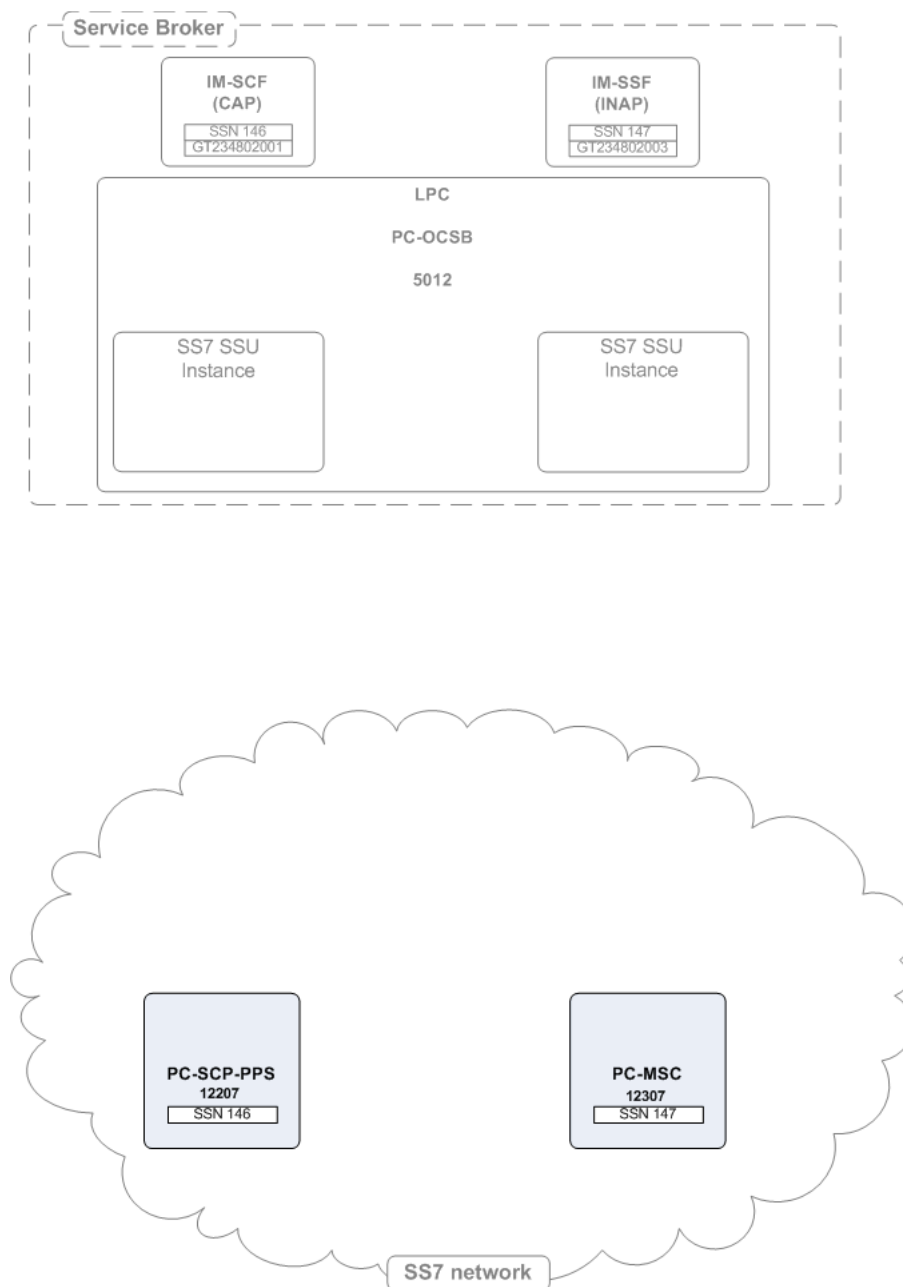 Service Broker
IM-SCF
(CAP)
SSN 146
GT234802001
IM-SSF
(INAP)
SSN 147
GT234802003
LPC
PC-OCSB
5012
SS7 SSU
Instance
SS7 SSU
Instance
PC-SCP-PPS
12207
SSN 146
PC-MSC
12307
SSN 147
SS7 network